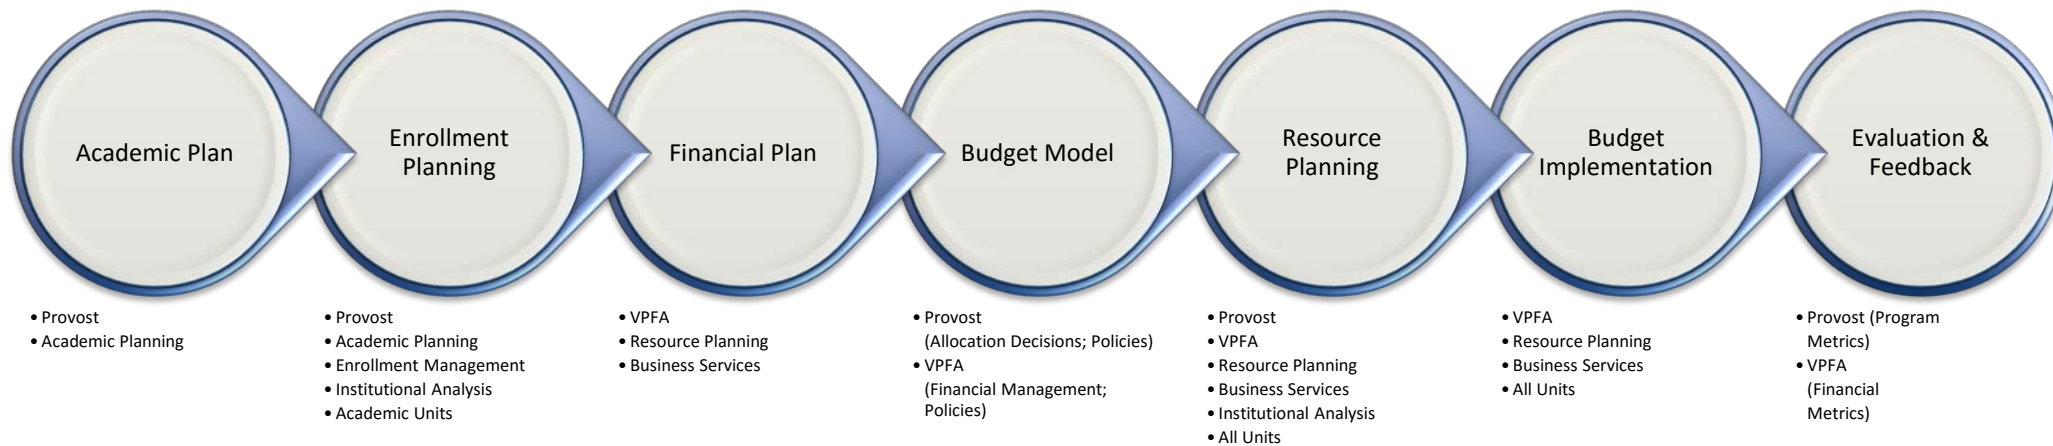 Academic Plan
Enrollment
Planning
Financial Plan
Budget Model
Resource
Planning
Budget
Implementation
Evaluation &
Feedback
• Provost
• Academic Planning
• Provost
• Academic Planning
• Enrollment Management
• Institutional Analysis
• Academic Units
• VPFA
• Resource Planning
• Business Services
• Provost
(Allocation Decisions; Policies)
• VPFA
(Financial Management;
Policies)
• Provost
• VPFA
• Resource Planning
• Business Services
• Institutional Analysis
• All Units
• VPFA
• Resource Planning
• Business Services
• All Units
• Provost (Program
Metrics)
• VPFA
(Financial
Metrics)